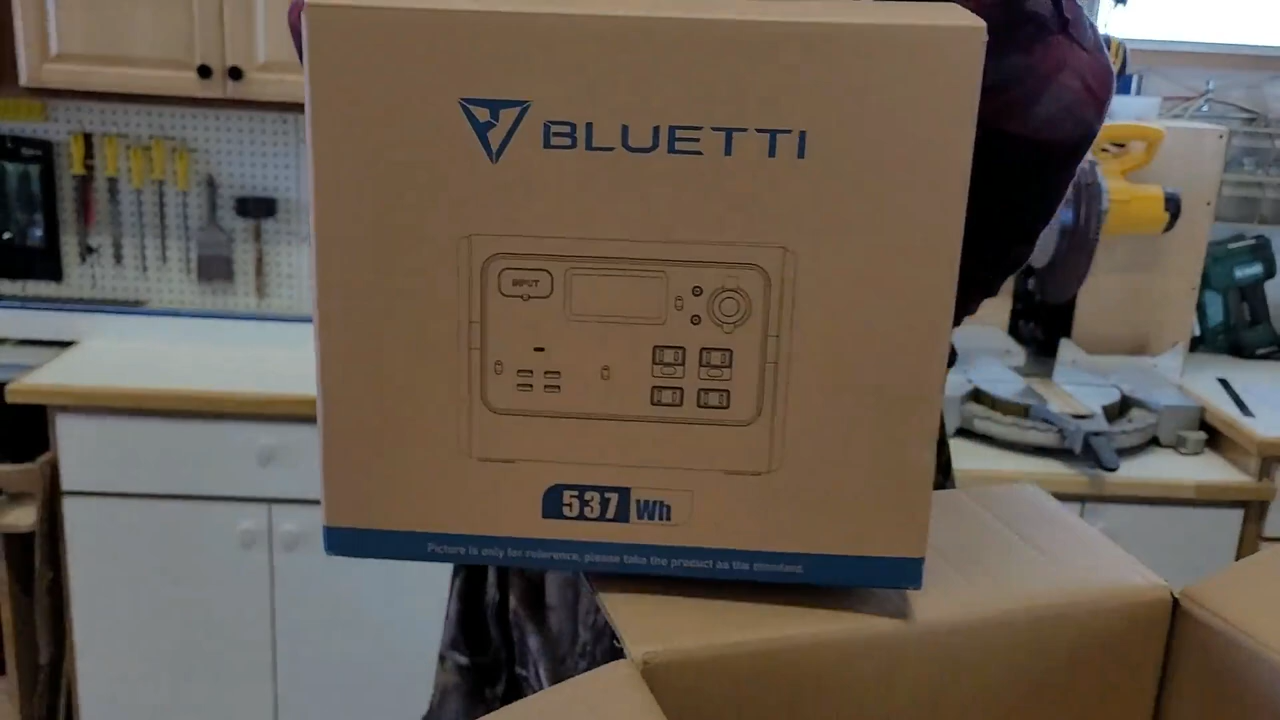 BLUETTI
INPUT
537 Wh
Picture is only for reference, please take the product as the standard.